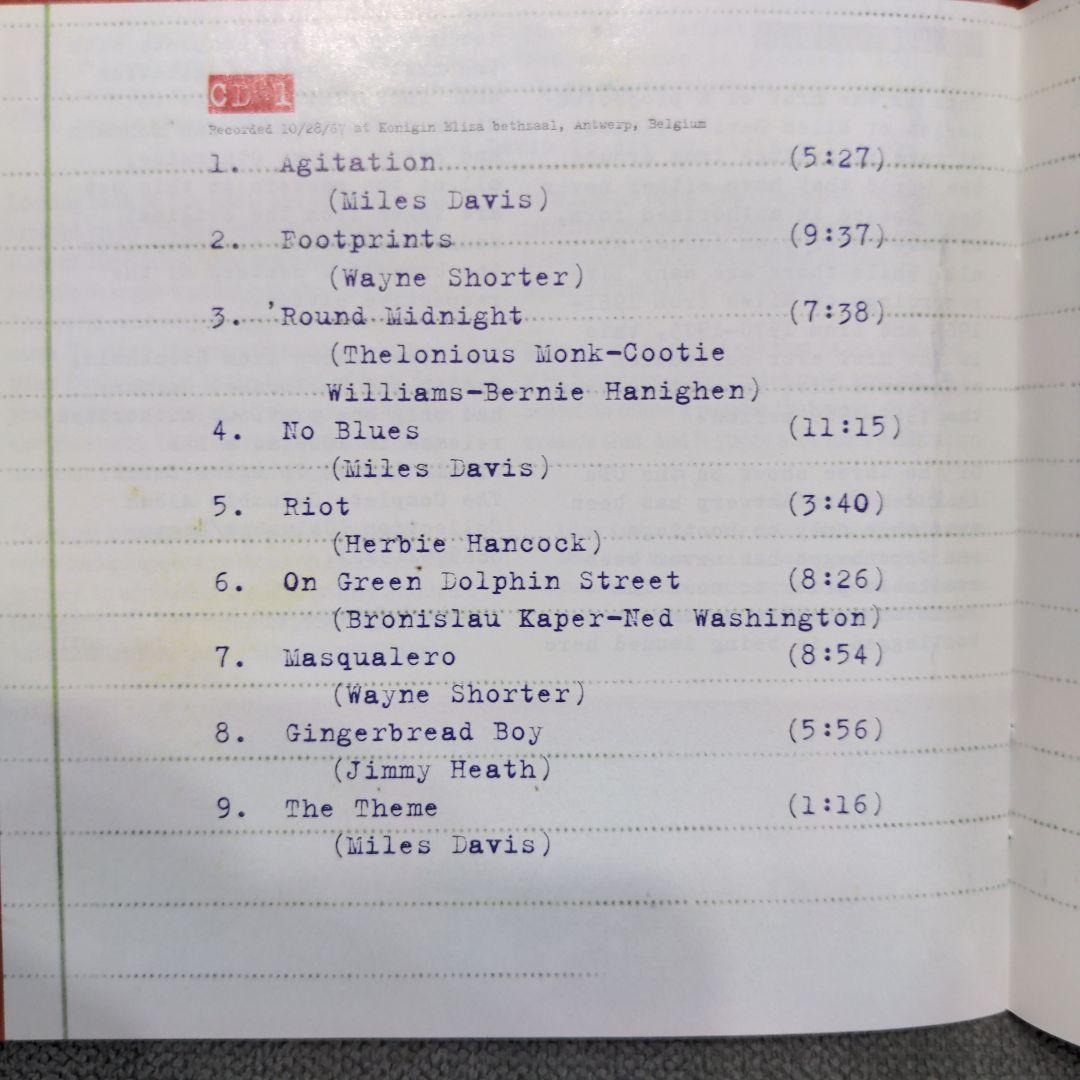 CD 1
Recorded 10/28/67 at Konigin Eliza bethzaal, Antwerp, Belgium
1. Agitation (5:27)
(Miles Davis)
2. Footprints (9:37)
(Wayne Shorter)
3. 'Round Midnight (7:38)
(Thelonious Monk-Cootie
Williams-Bernie Hanighen)
4. No Blues (11:15)
(Miles Davis)
5. Riot (3:40)
(Herbie Hancock)
6. On Green Dolphin Street (8:26)
(Bronislau Kaper-Ned Washington)
7. Masqualero (8:54)
(Wayne Shorter)
8. Gingerbread Boy (5:56)
(Jimmy Heath)
9. The Theme (1:16)
(Miles Davis)